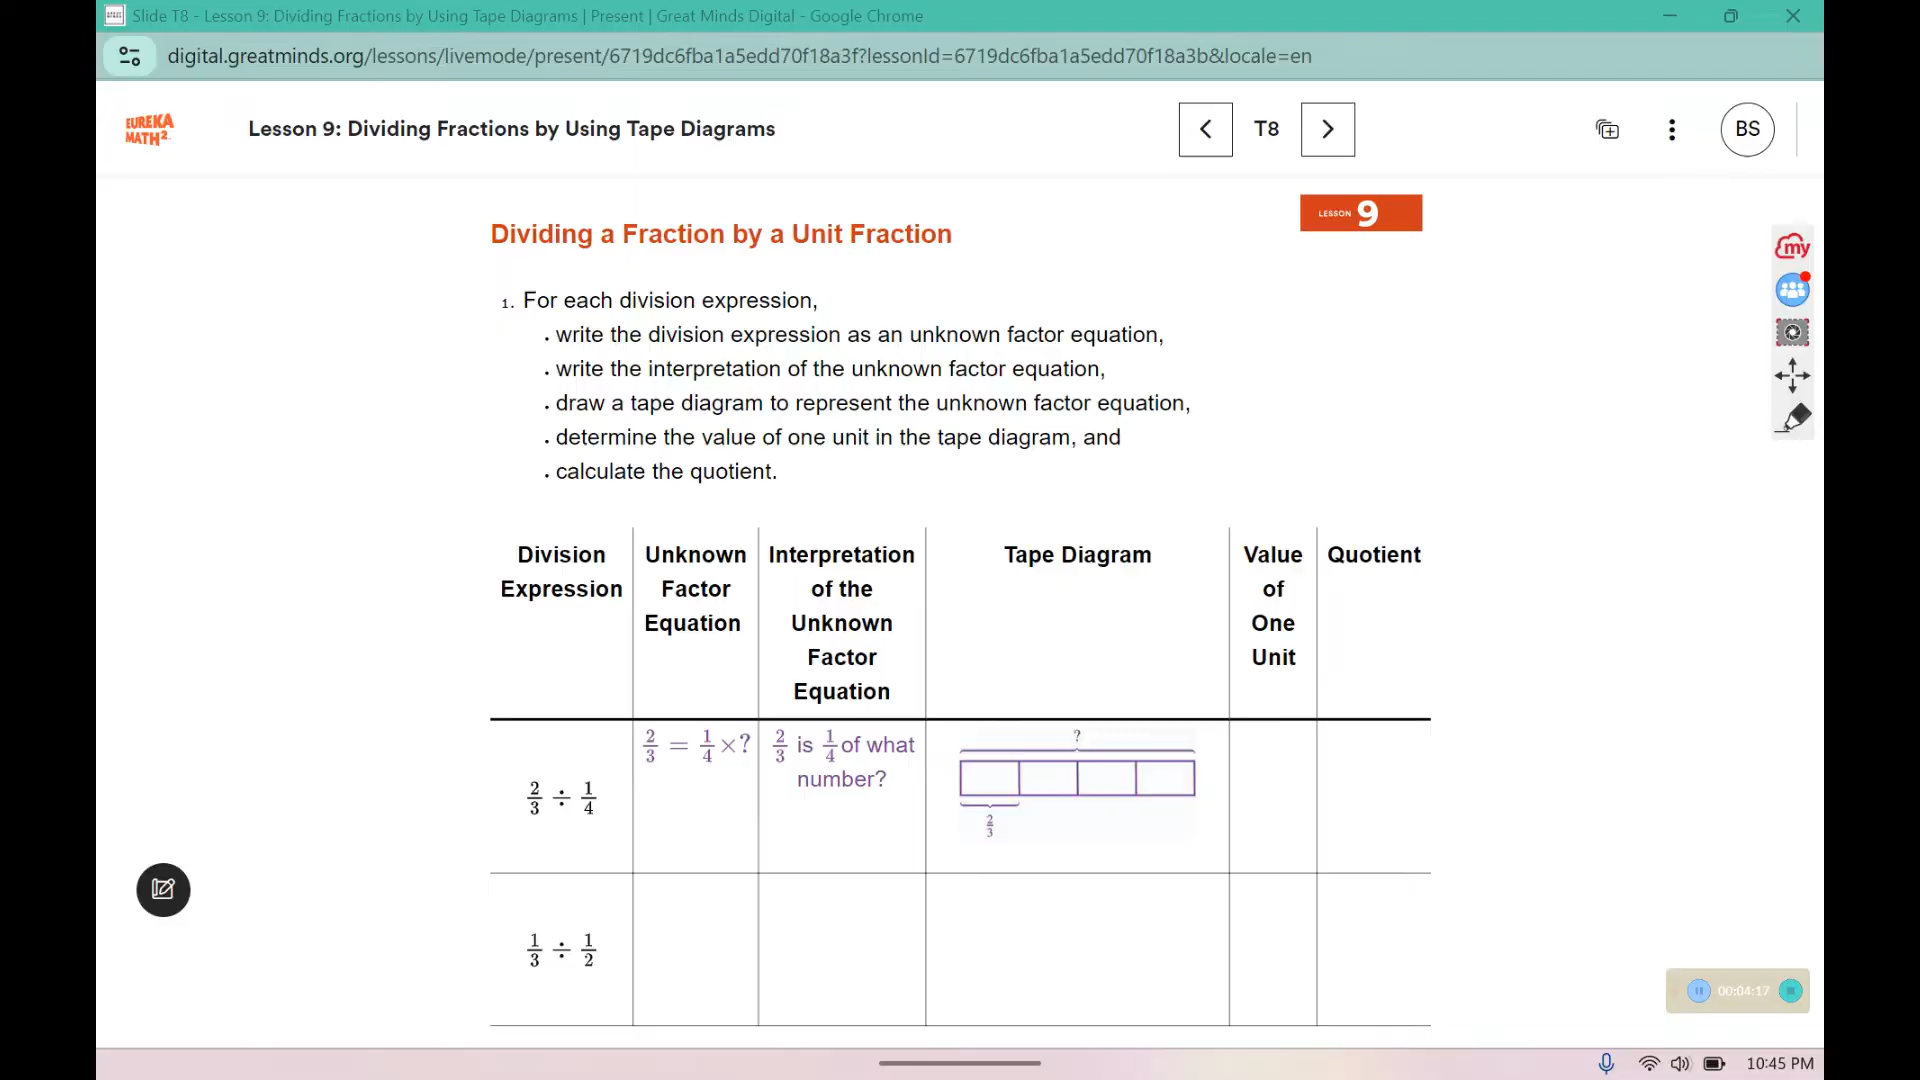 Slide T8 - Lesson 9: Dividing Fractions by Using Tape Diagrams | Present | Great Minds Digital - Google Chrome
digital.greatminds.org/lessons/livemode/present/6719dc6fba1a5edd70f18a3f?lessonId=6719dc6fba1a5edd70f18a3b&locale=en
EUREKA
MATH²
Lesson 9: Dividing Fractions by Using Tape Diagrams
T8
BS
LESSON 9
my
Dividing a Fraction by a Unit Fraction
1. For each division expression,
• write the division expression as an unknown factor equation,
• write the interpretation of the unknown factor equation,
• draw a tape diagram to represent the unknown factor equation,
• determine the value of one unit in the tape diagram, and
• calculate the quotient.
Division
Expression
Unknown
Factor
Equation
Interpretation
of the
Unknown
Factor
Equation
Tape Diagram
Value
of
One
Unit
Quotient
2/3 ÷ 1/4
2/3 = 1/4 ×?
2/3 is 1/4 of what
number?
?
2/3
1/3 ÷ 1/2
00:04:17
10:45 PM